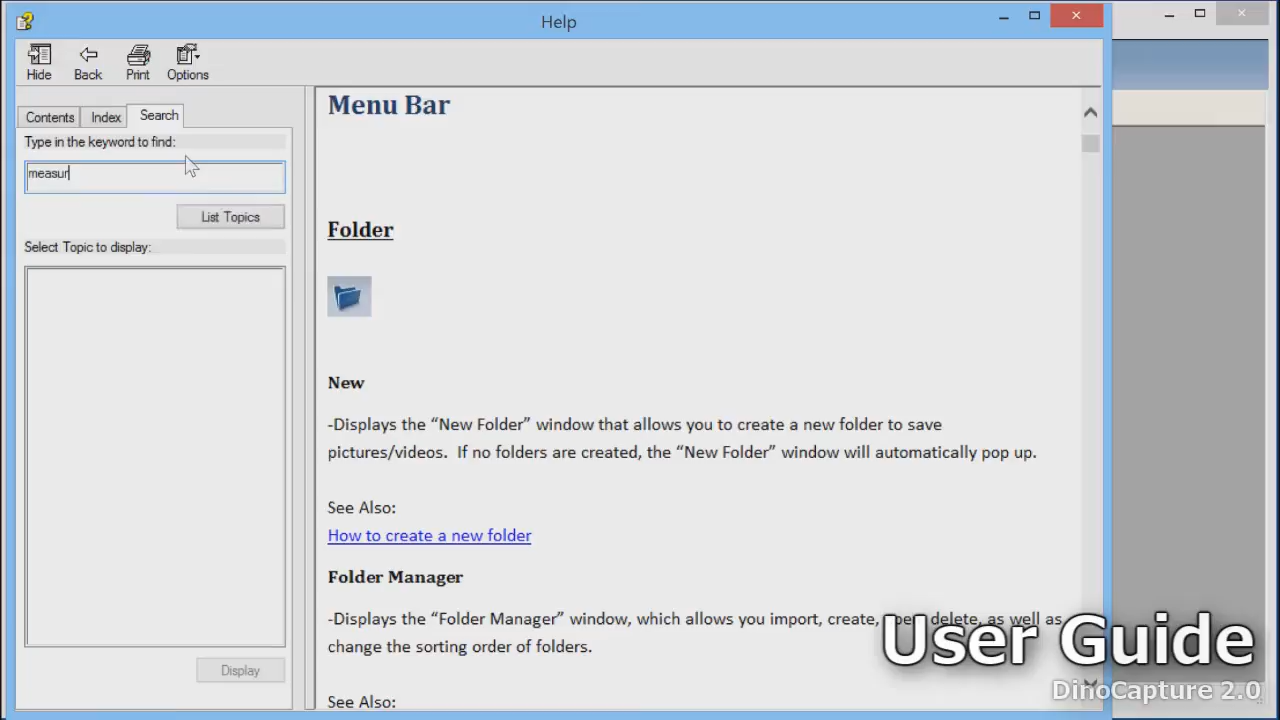 Help
Hide Back Print Options
Contents Index Search
Type in the keyword to find:
measur
List Topics
Select Topic to display:
Display
Menu Bar
Folder
New
-Displays the “New Folder” window that allows you to create a new folder to save
pictures/videos. If no folders are created, the “New Folder” window will automatically pop up.
See Also:
How to create a new folder
Folder Manager
-Displays the “Folder Manager” window, which allows you import, create, open, delete, as well as
change the sorting order of folders.
See Also:
User Guide
DinoCapture 2.0